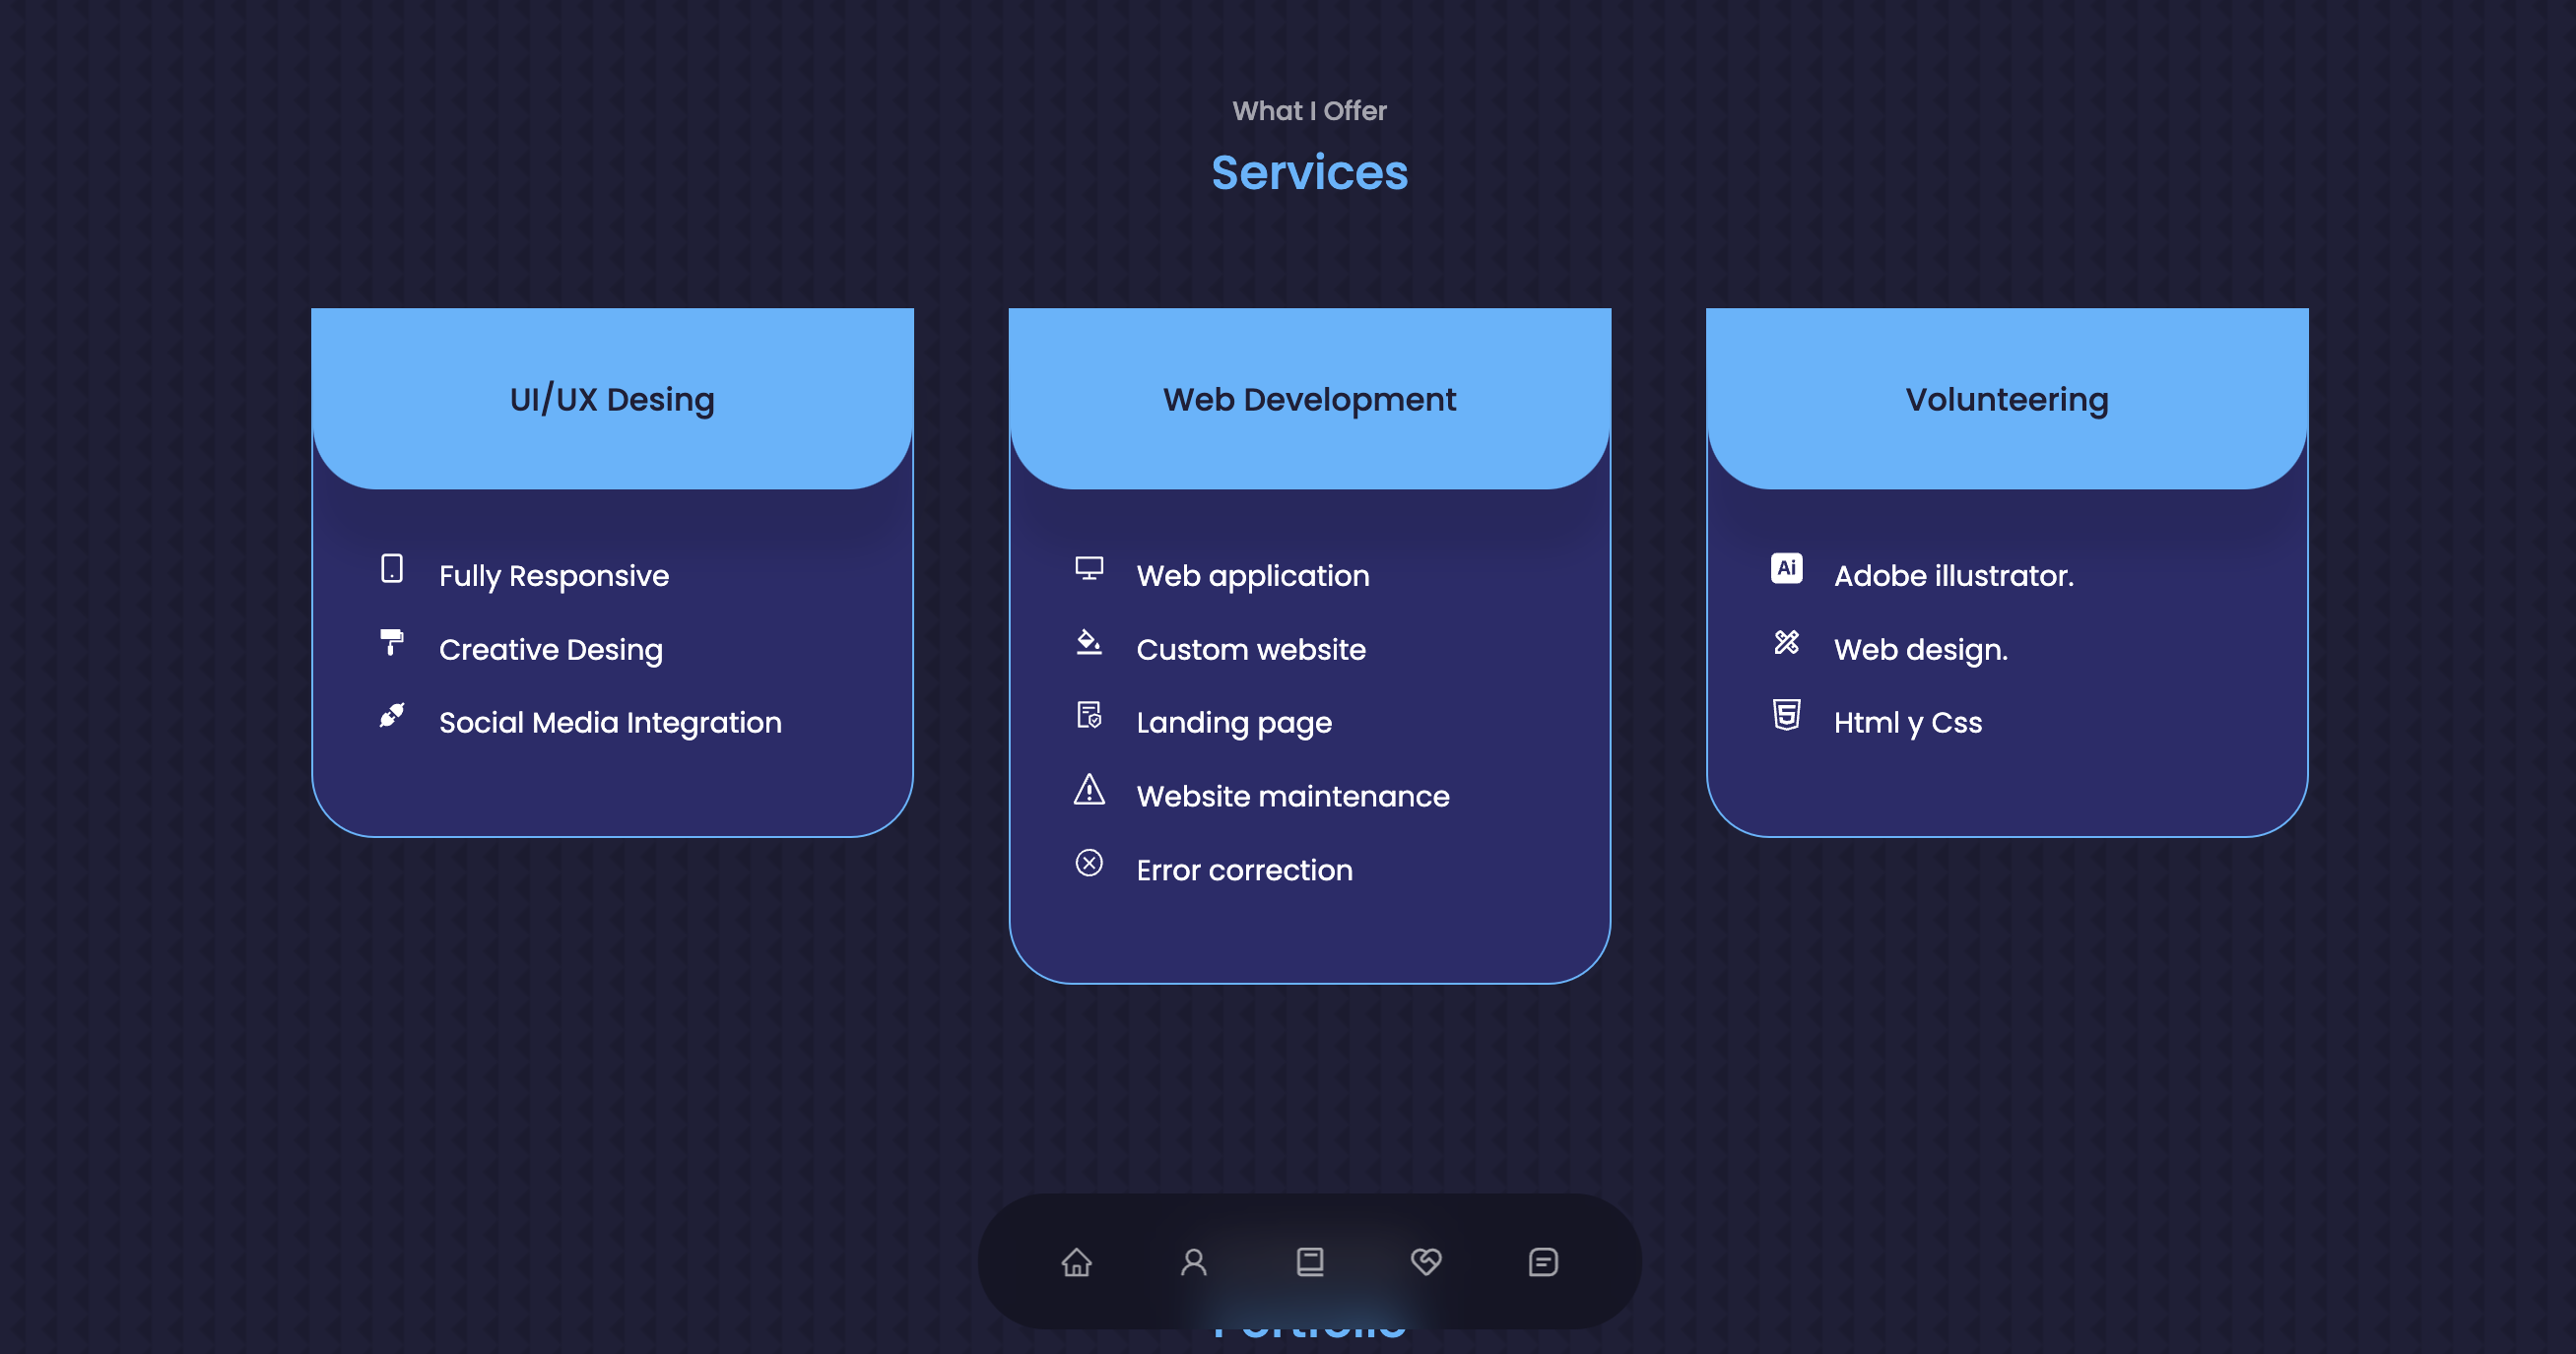 What I Offer
Services
UI/UX Desing
Fully Responsive
Creative Desing
Social Media Integration
Web Development
Web application
Custom website
Landing page
Website maintenance
Error correction
Volunteering
Ai
Adobe illustrator.
Web design.
Html y Css
Portfolio